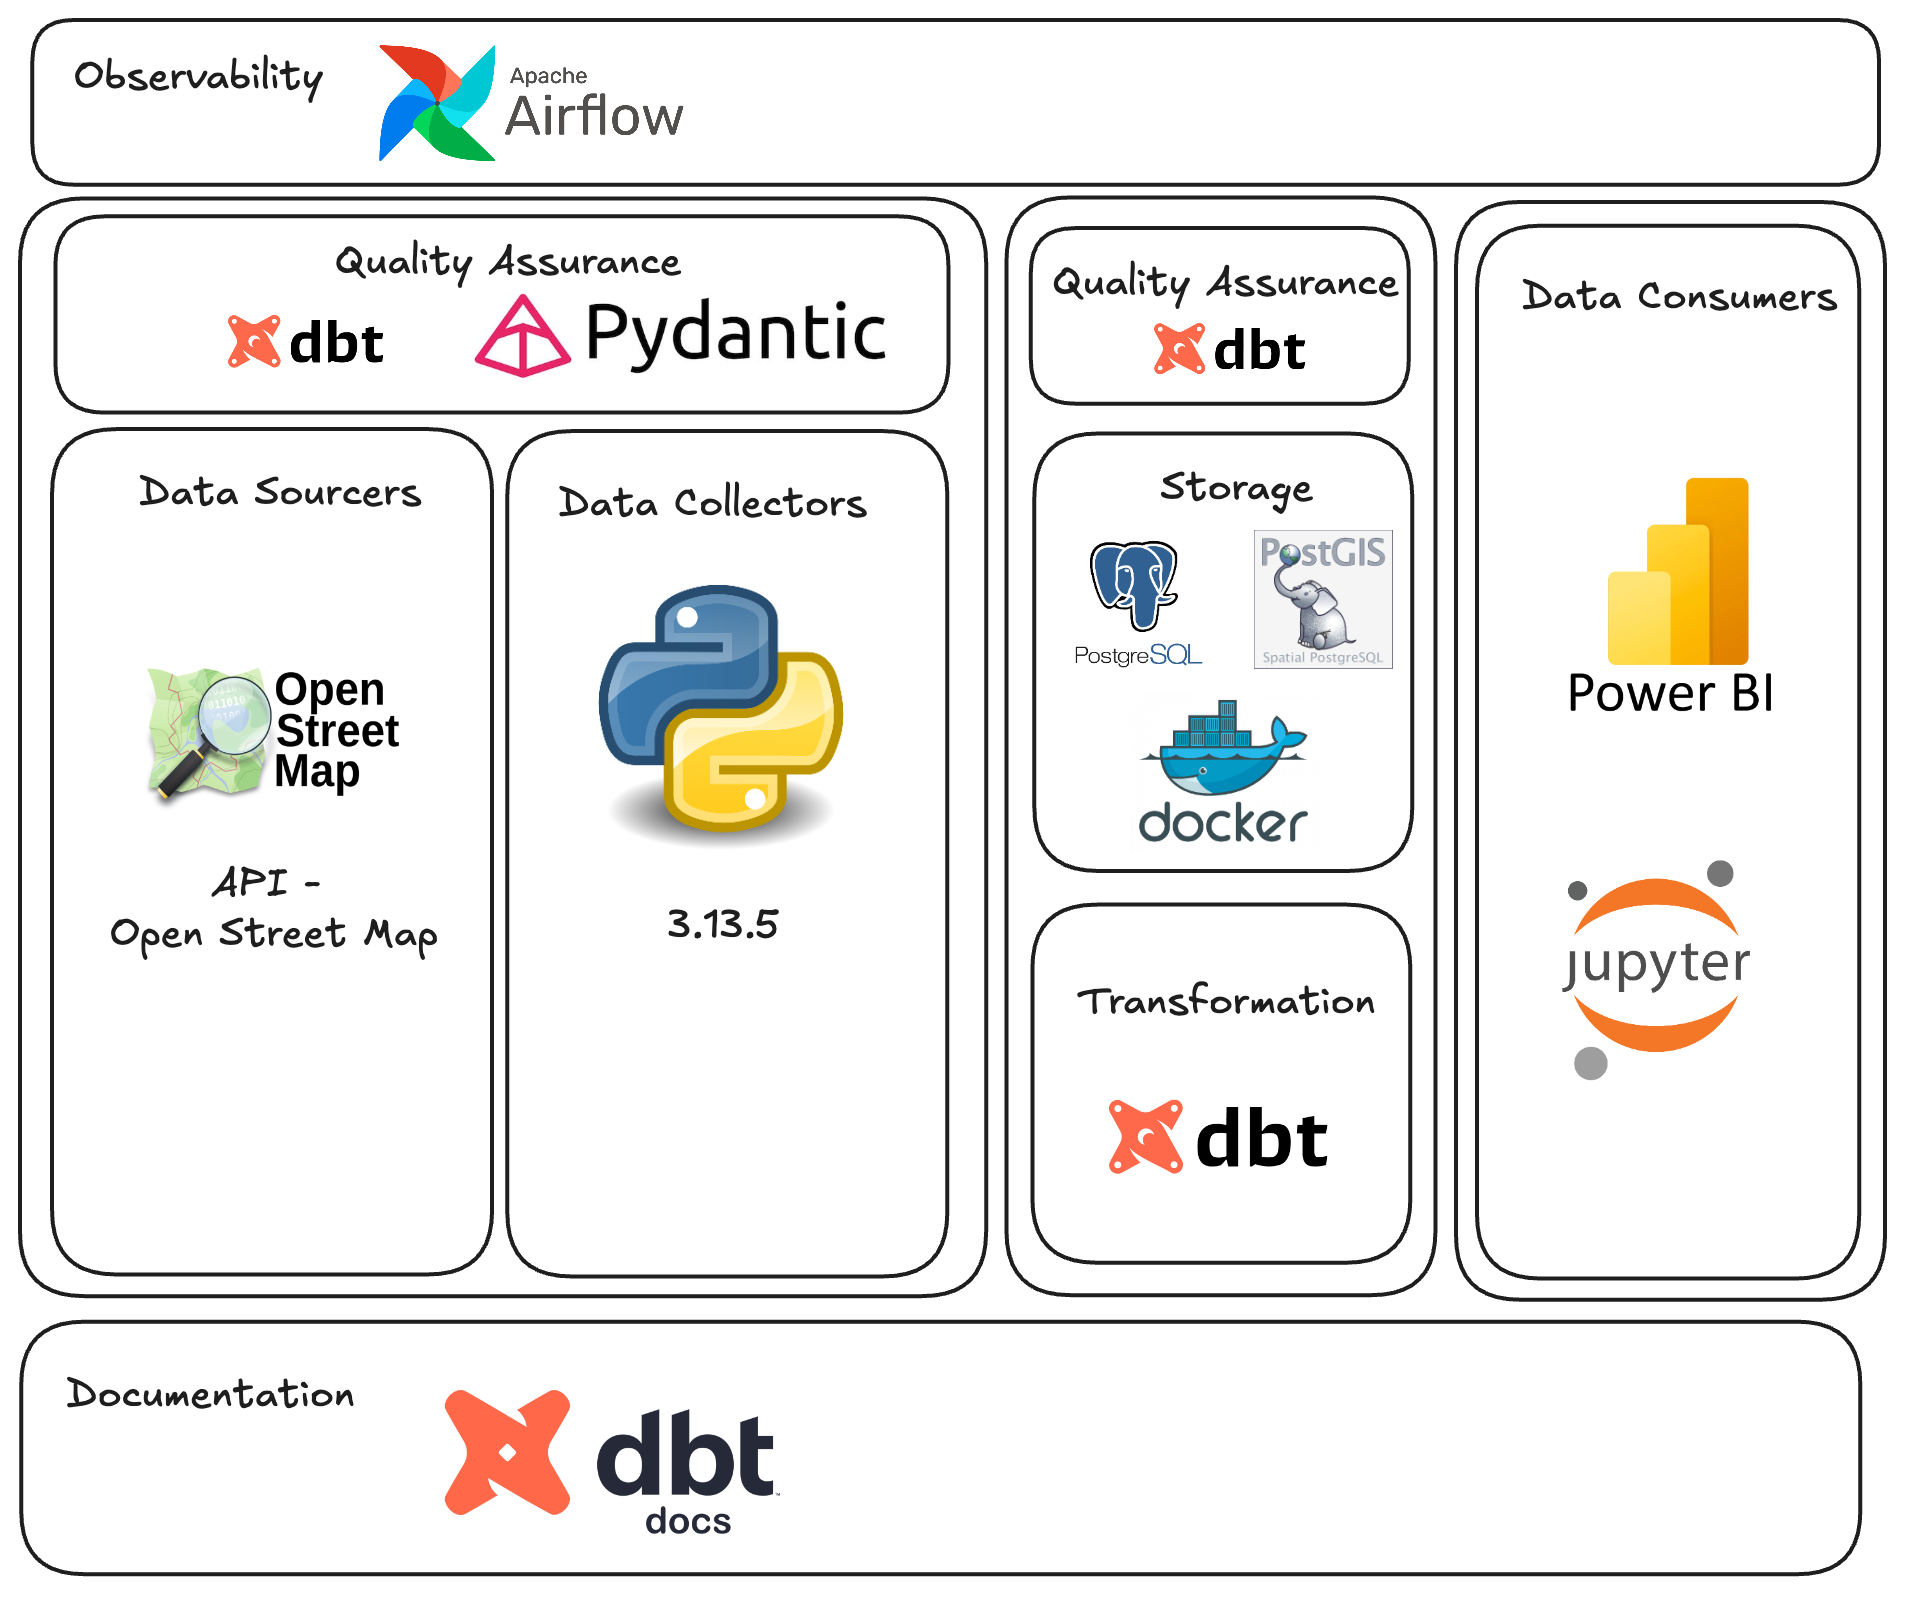 Observability
Apache
Airflow
Quality Assurance
dbt
Pydantic
Data Sourcers
Open
Street
Map
API -
Open Street Map
Data Collectors
3.13.5
Quality Assurance
dbt
Storage
PostgreSQL
PostGIS
Spatial PostgreSQL
docker
Transformation
dbt
Data Consumers
Power BI
jupyter
Documentation
dbt
docs